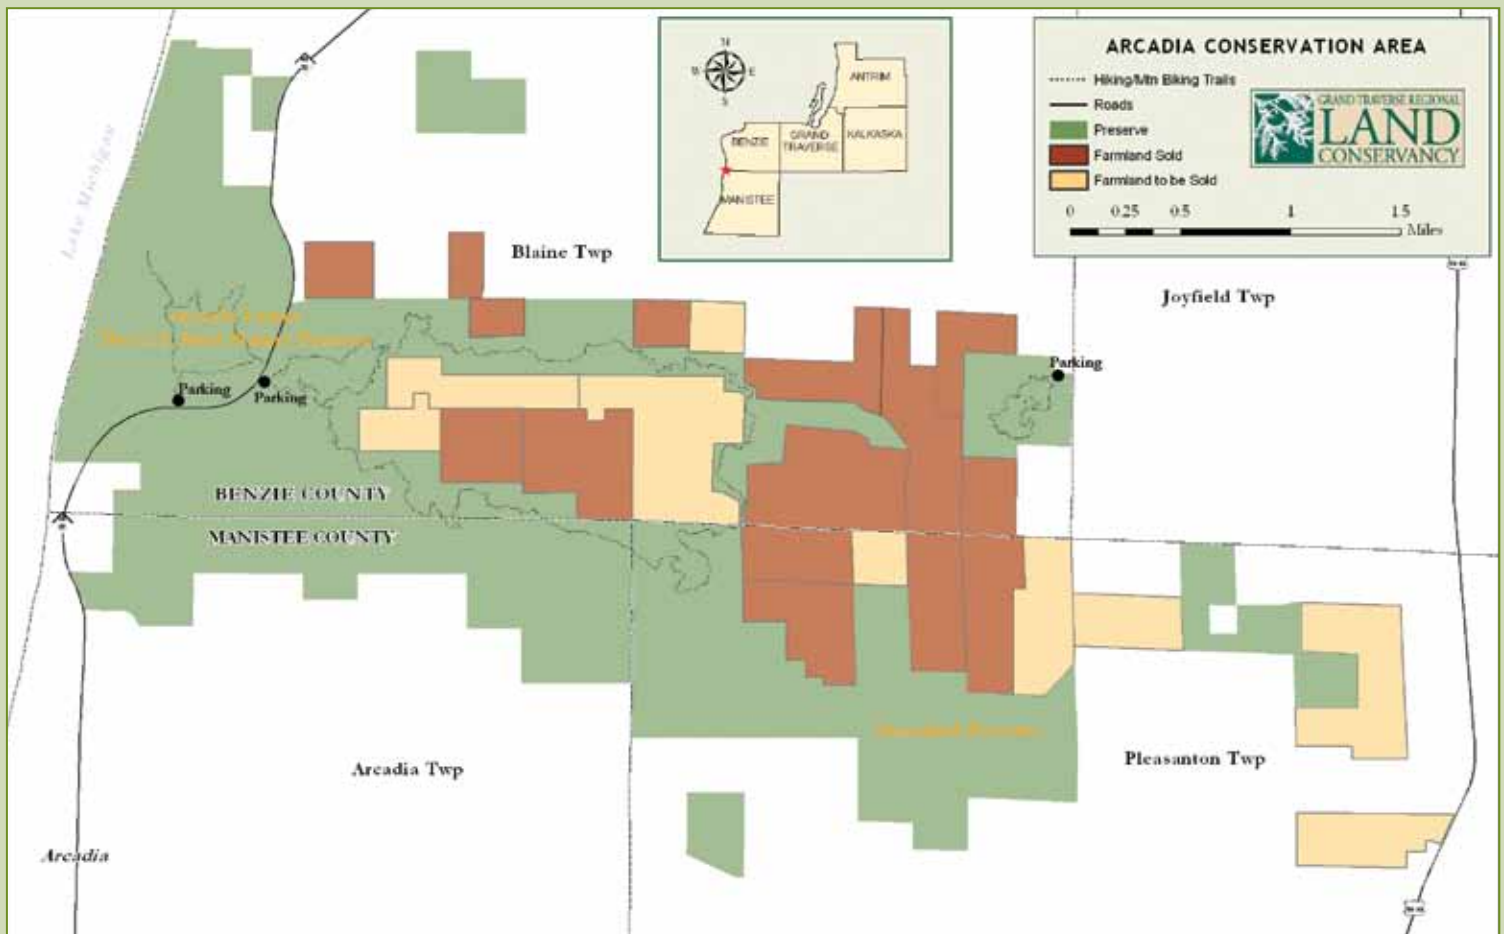 ARCADIA CONSERVATION AREA
Hiking/Mtn Biking Trails
Roads
Preserve
Farmland Sold
Farmland to be Sold
GRAND TRAVERSE REGIONAL
LAND
CONSERVANCY
0 0.25 0.5 1 1.5
Miles
N
W E
S
ANTRIM
BENZIE
GRAND
TRAVERSE
KALKASKA
MANISTEE
Lake Michigan
Blaine Twp
Joyfield Twp
Parking
Parking
Parking
BENZIE COUNTY
MANISTEE COUNTY
Arcadia Twp
Pleasanton Twp
Arcadia